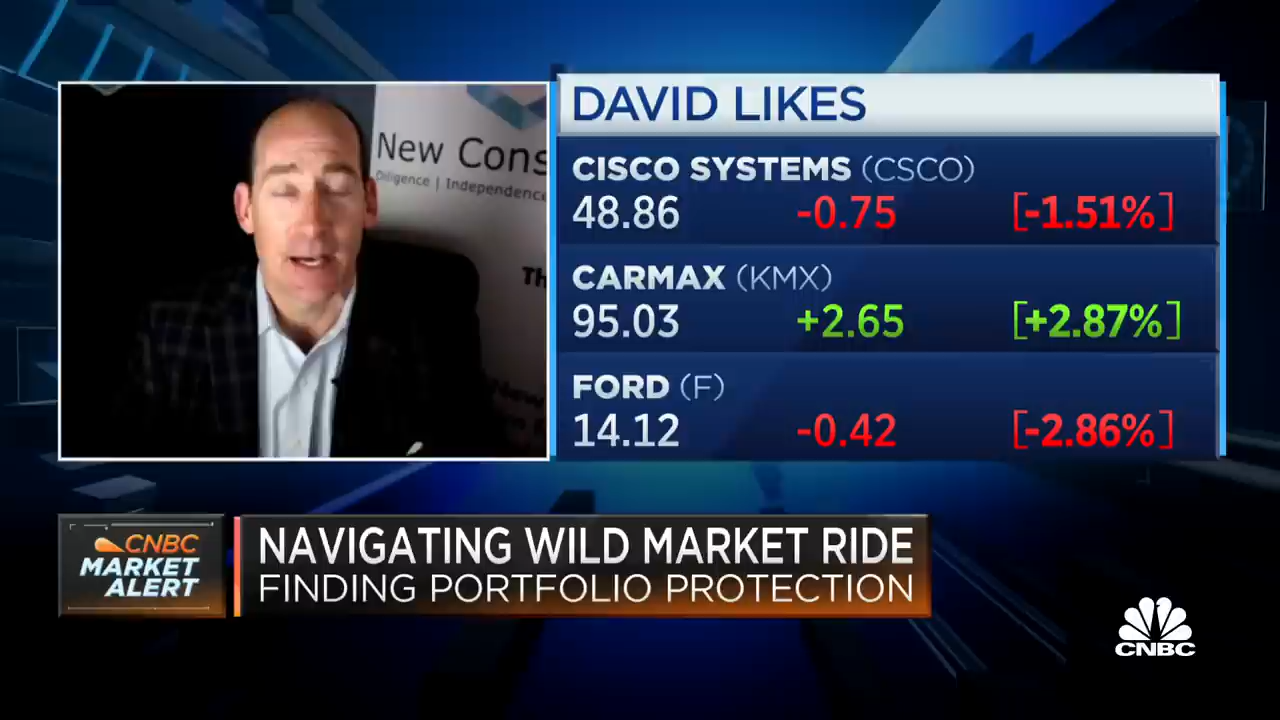 New Cons
Diligence | Independence
Th
New
DAVID LIKES
CISCO SYSTEMS (CSCO)
48.86 -0.75 [-1.51%]
CARMAX (KMX)
95.03 +2.65 [+2.87%]
FORD (F)
14.12 -0.42 [-2.86%]
CNBC
MARKET
ALERT
NAVIGATING WILD MARKET RIDE
FINDING PORTFOLIO PROTECTION
CNBC